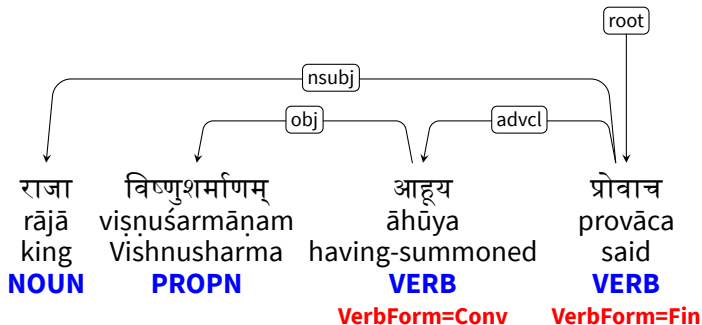 root
nsubj
obj advcl
राजा विष्णुशर्माणम् आहूय प्रोवाच
rājā viṣṇuśarmāṇam āhūya provāca
king Vishnusharma having-summoned said
NOUN PROPN VERB VERB
VerbForm=Conv VerbForm=Fin